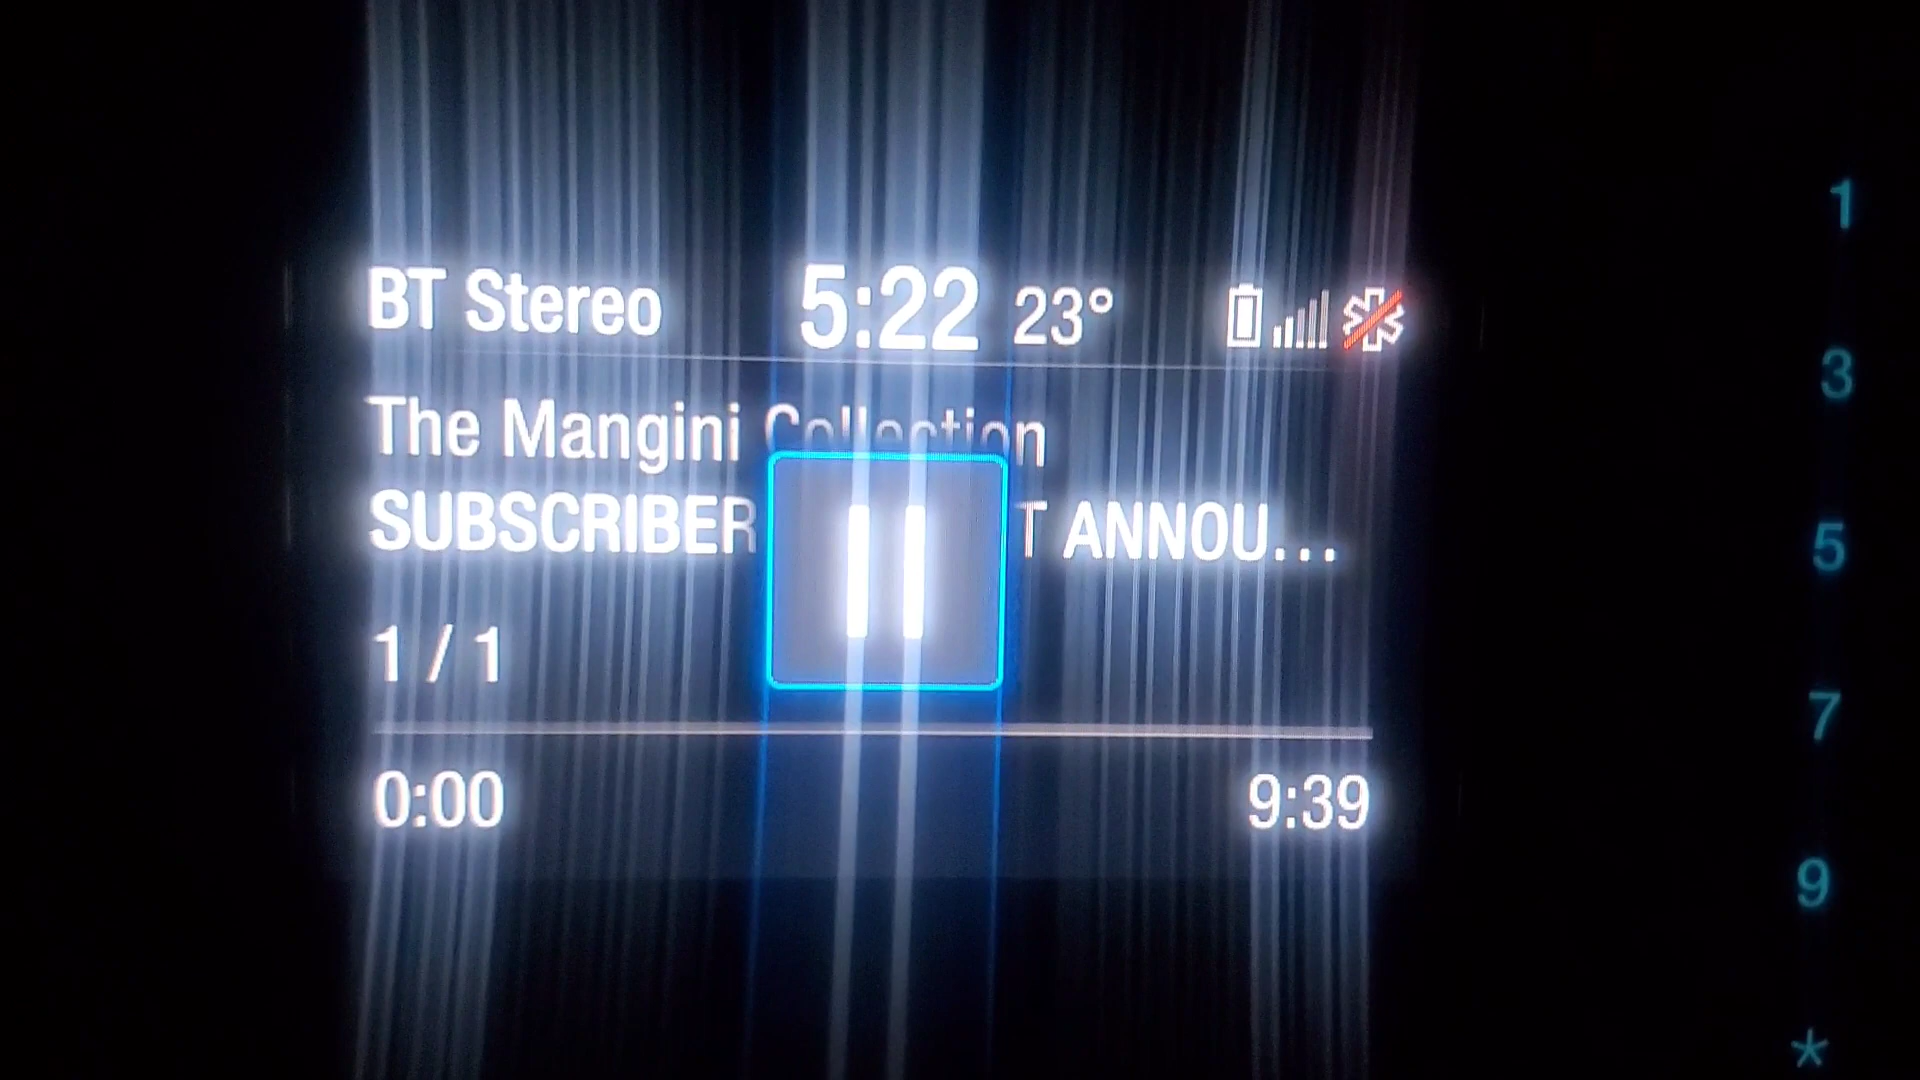 BT Stereo 5:22 23°
The Mangini Collection
SUBSCRIBER T ANNOU...
1 / 1
0:00 9:39
1
3
5
7
9
*